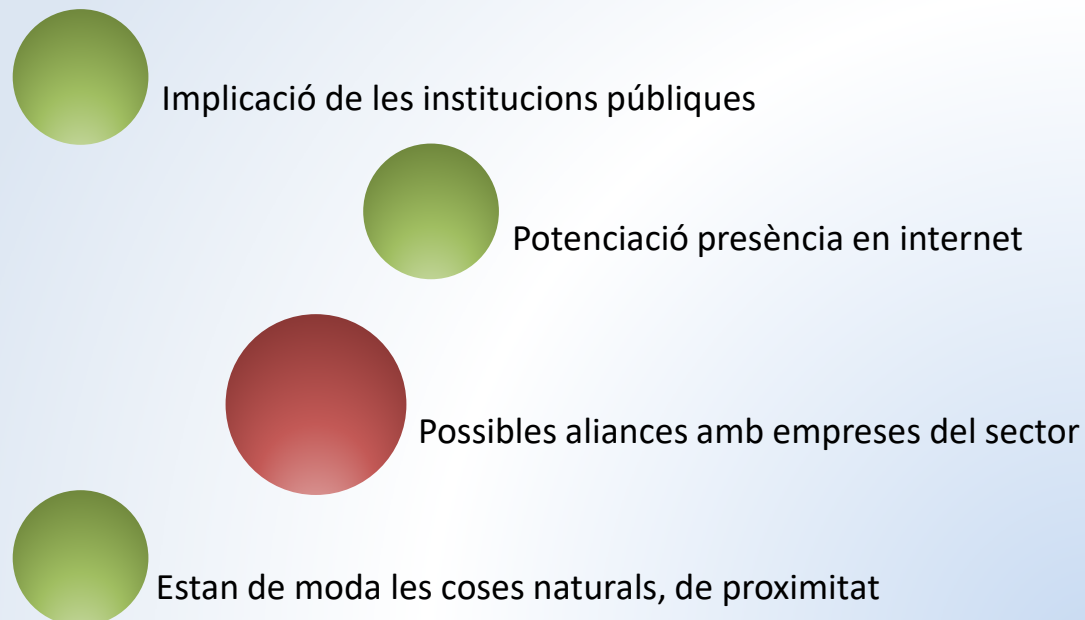 Implicació de les institucions públiques
Potenciació presència en internet
Possibles aliances amb empreses del sector
Estan de moda les coses naturals, de proximitat